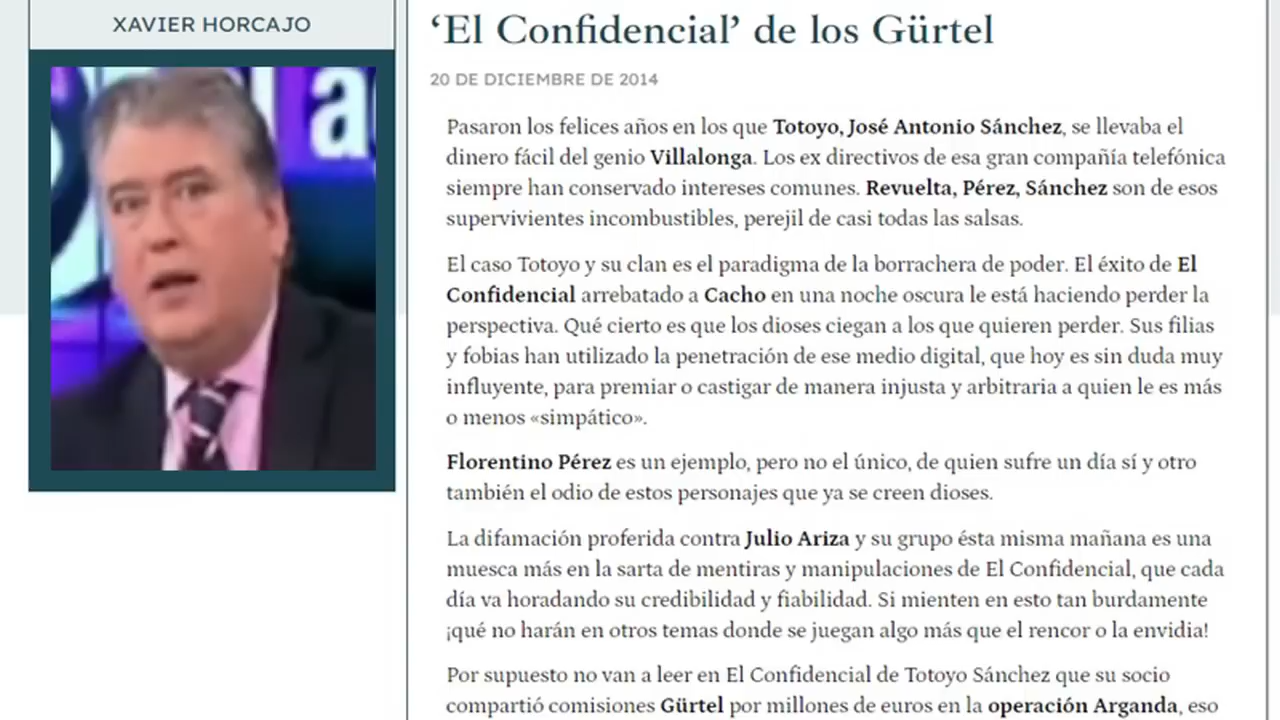 XAVIER HORCAJO
‘El Confidencial’ de los Gürtel
20 DE DICIEMBRE DE 2014
Pasaron los felices años en los que Totoyo, José Antonio Sánchez, se llevaba el
dinero fácil del genio Villalonga. Los ex directivos de esa gran compañía telefónica
siempre han conservado intereses comunes. Revuelta, Pérez, Sánchez son de esos
supervivientes incombustibles, perejil de casi todas las salsas.
El caso Totoyo y su clan es el paradigma de la borrachera de poder. El éxito de El
Confidencial arrebatado a Cacho en una noche oscura le está haciendo perder la
perspectiva. Qué cierto es que los dioses ciegan a los que quieren perder. Sus filias
y fobias han utilizado la penetración de ese medio digital, que hoy es sin duda muy
influyente, para premiar o castigar de manera injusta y arbitraria a quien le es más
o menos «simpático».
Florentino Pérez es un ejemplo, pero no el único, de quien sufre un día sí y otro
también el odio de estos personajes que ya se creen dioses.
La difamación proferida contra Julio Ariza y su grupo ésta misma mañana es una
muesca más en la sarta de mentiras y manipulaciones de El Confidencial, que cada
día va horadando su credibilidad y fiabilidad. Si mienten en esto tan burdamente
¡qué no harán en otros temas donde se juegan algo más que el rencor o la envidia!
Por supuesto no van a leer en El Confidencial de Totoyo Sánchez que su socio
compartió comisiones Gürtel por millones de euros en la operación Arganda, eso